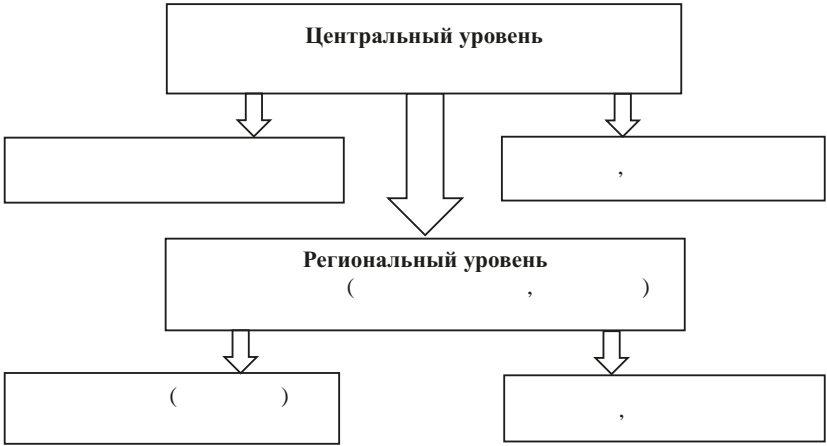 Центральный уровень
,
Региональный уровень
( , )
( )
,